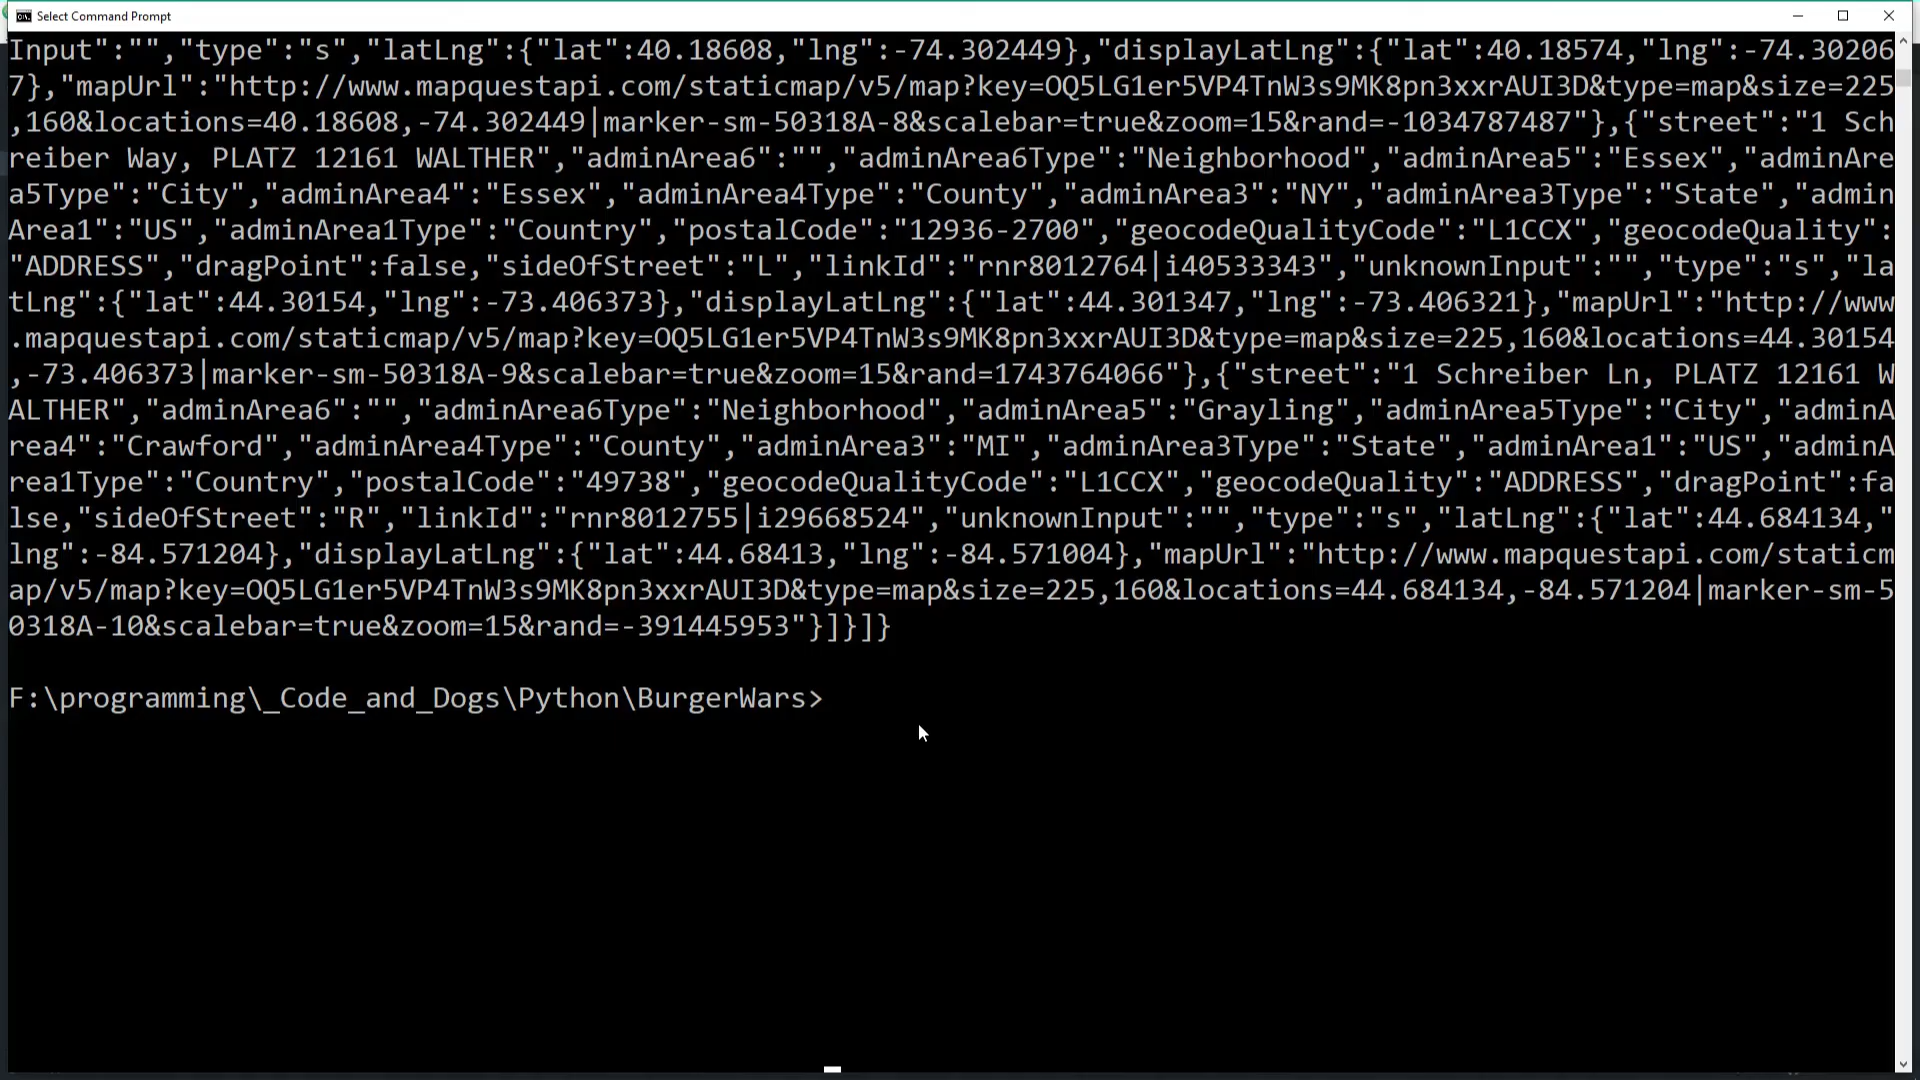 Select Command Prompt
Input":"","type":"s","latLng":{"lat":40.18608,"lng":-74.302449},"displayLatLng":{"lat":40.18574,"lng":-74.30206
7},"mapUrl":"http://www.mapquestapi.com/staticmap/v5/map?key=OQ5LG1er5VP4TnW3s9MK8pn3xxrAUI3D&type=map&size=225
,160&locations=40.18608,-74.302449|marker-sm-50318A-8&scalebar=true&zoom=15&rand=-1034787487"},{"street":"1 Sch
reiber Way, PLATZ 12161 WALTHER","adminArea6":"","adminArea6Type":"Neighborhood","adminArea5":"Essex","adminAre
a5Type":"City","adminArea4":"Essex","adminArea4Type":"County","adminArea3":"NY","adminArea3Type":"State","admin
Area1":"US","adminArea1Type":"Country","postalCode":"12936-2700","geocodeQualityCode":"L1CCX","geocodeQuality":
"ADDRESS","dragPoint":false,"sideOfStreet":"L","linkId":"rnr8012764|i40533343","unknownInput":"","type":"s","la
tLng":{"lat":44.30154,"lng":-73.406373},"displayLatLng":{"lat":44.301347,"lng":-73.406321},"mapUrl":"http://www
.mapquestapi.com/staticmap/v5/map?key=OQ5LG1er5VP4TnW3s9MK8pn3xxrAUI3D&type=map&size=225,160&locations=44.30154
,-73.406373|marker-sm-50318A-9&scalebar=true&zoom=15&rand=1743764066"},{"street":"1 Schreiber Ln, PLATZ 12161 W
ALTHER","adminArea6":"","adminArea6Type":"Neighborhood","adminArea5":"Grayling","adminArea5Type":"City","adminA
rea4":"Crawford","adminArea4Type":"County","adminArea3":"MI","adminArea3Type":"State","adminArea1":"US","adminA
rea1Type":"Country","postalCode":"49738","geocodeQualityCode":"L1CCX","geocodeQuality":"ADDRESS","dragPoint":fa
lse,"sideOfStreet":"R","linkId":"rnr8012755|i29668524","unknownInput":"","type":"s","latLng":{"lat":44.684134,"
lng":-84.571204},"displayLatLng":{"lat":44.68413,"lng":-84.571004},"mapUrl":"http://www.mapquestapi.com/staticm
ap/v5/map?key=OQ5LG1er5VP4TnW3s9MK8pn3xxrAUI3D&type=map&size=225,160&locations=44.684134,-84.571204|marker-sm-5
0318A-10&scalebar=true&zoom=15&rand=-391445953"}]}]}
F:\programming\_Code_and_Dogs\Python\BurgerWars>